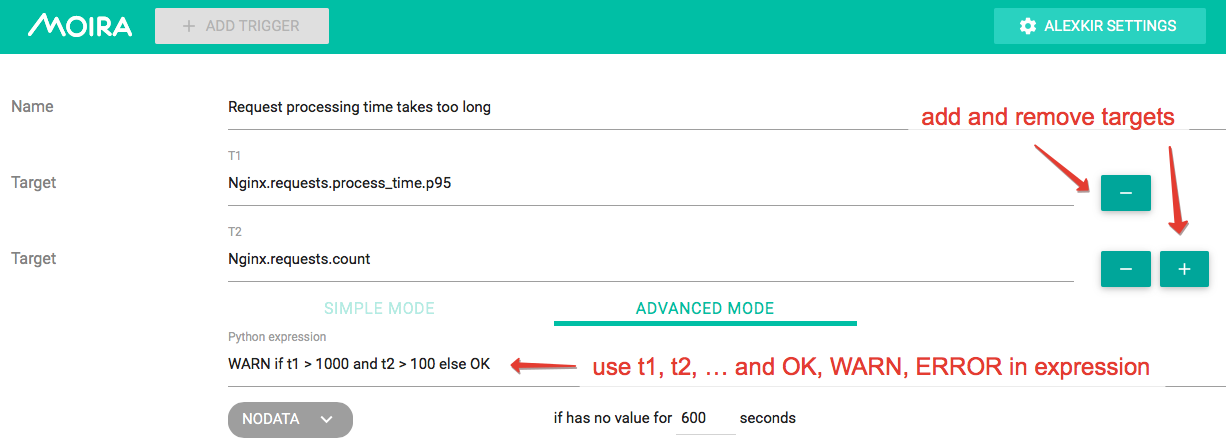 MOIRA
+ ADD TRIGGER
ALEXKIR SETTINGS
Name
Request processing time takes too long
add and remove targets
T1
Target
Nginx.requests.process_time.p95
−
T2
Target
Nginx.requests.count
− +
SIMPLE MODE
ADVANCED MODE
Python expression
WARN if t1 > 1000 and t2 > 100 else OK
use t1, t2, … and OK, WARN, ERROR in expression
NODATA
if has no value for 600 seconds